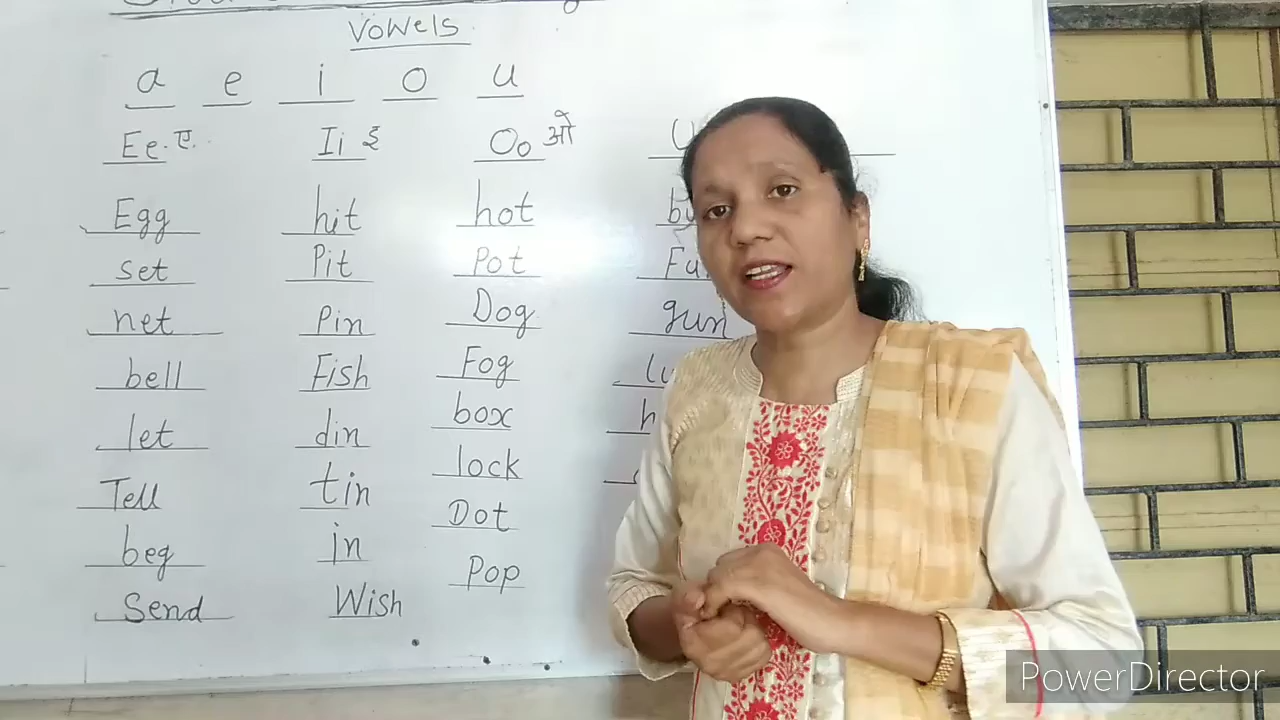 Vowels
a e i o u
Ee. ए. Ii इ Oo ओ U
Egg hit hot
set Pit Pot
net Pin Dog gun
bell Fish Fog
let din box
Tell tin lock
beg in Dot
Send Wish Pop
PowerDirector